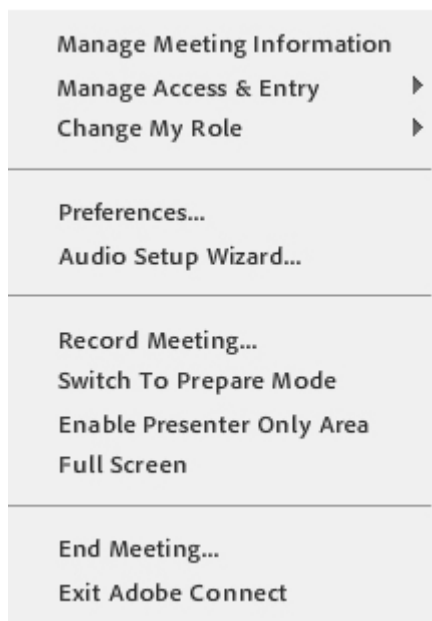 Manage Meeting Information
Manage Access & Entry
Change My Role
Preferences...
Audio Setup Wizard...
Record Meeting...
Switch To Prepare Mode
Enable Presenter Only Area
Full Screen
End Meeting...
Exit Adobe Connect